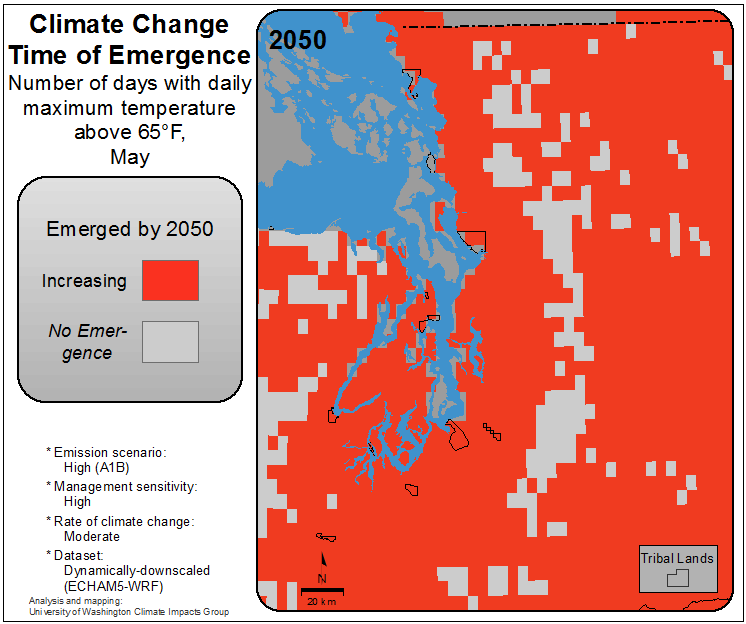 Climate Change
Time of Emergence
Number of days with daily
maximum temperature
above 65°F,
May
Emerged by 2050
Increasing
No Emer-
gence
* Emission scenario:
High (A1B)
* Management sensitivity:
High
* Rate of climate change:
Moderate
* Dataset:
Dynamically-downscaled
(ECHAM5-WRF)
Analysis and mapping:
University of Washington Climate Impacts Group
2050
N
20 km
Tribal Lands